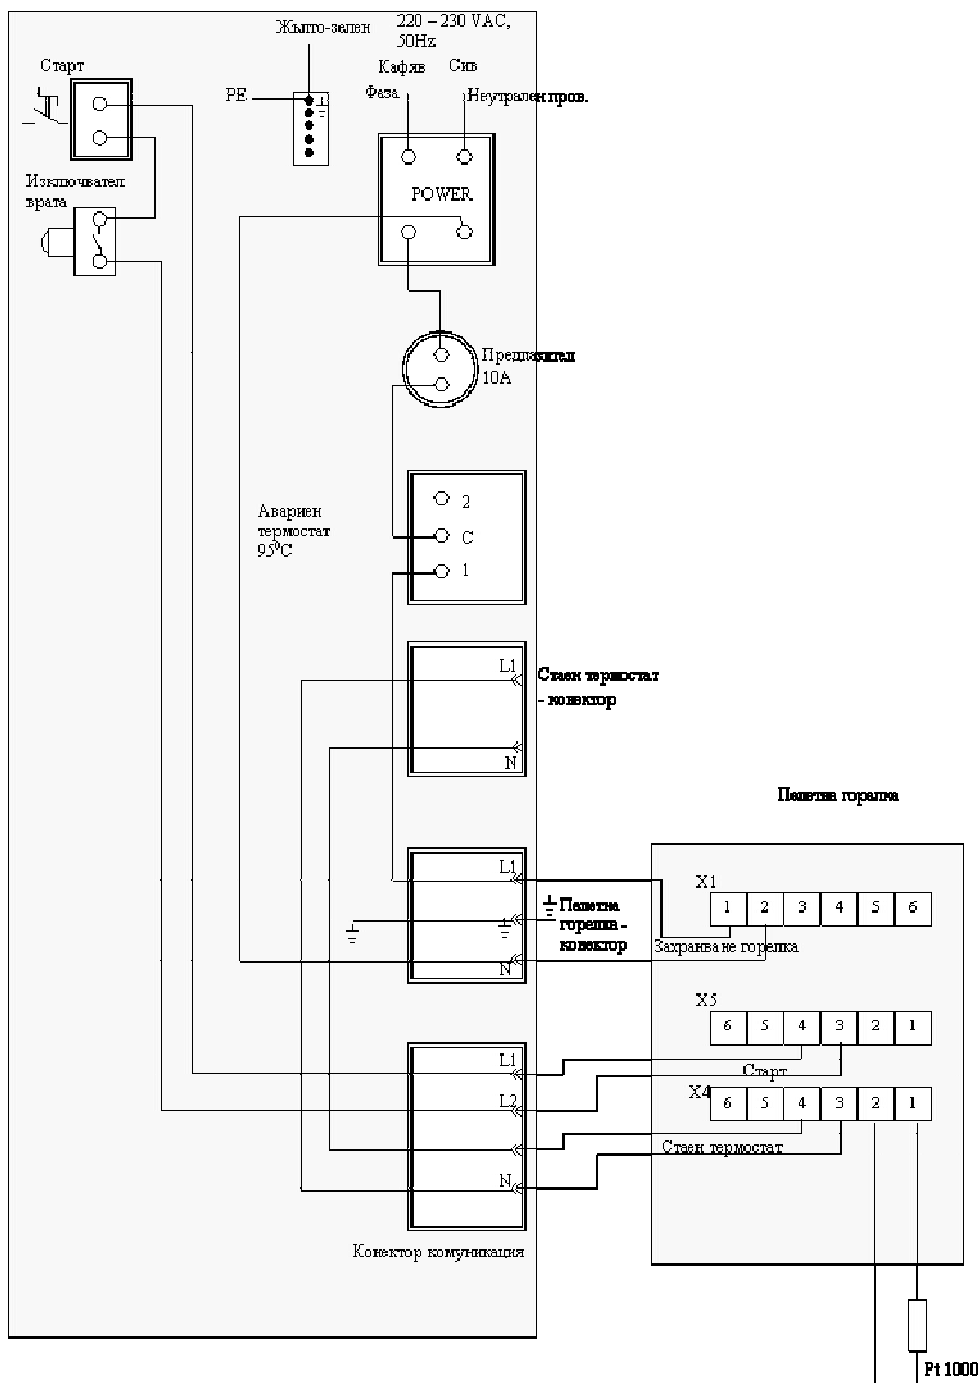 Жълто-зелен
220 – 230 VAC,
50Hz
Старт
Кафяв
Сив
PE
Фаза
Неутрален пров.
Изключвател
врата
POWER
Предпазител
10A
2
Авариен
термостат
95⁰C
C
1
L1
Стаен термостат
- конектор
N
Пелетна горелка
L1
X1
1 2 3 4 5 6
Пелетна
горелка -
конектор
Захранване горелка
N
X5
6 5 4 3 2 1
L1
Старт
L2
X4
6 5 4 3 2 1
Стаен термостат
N
Конектор комуникация
Pt 1000